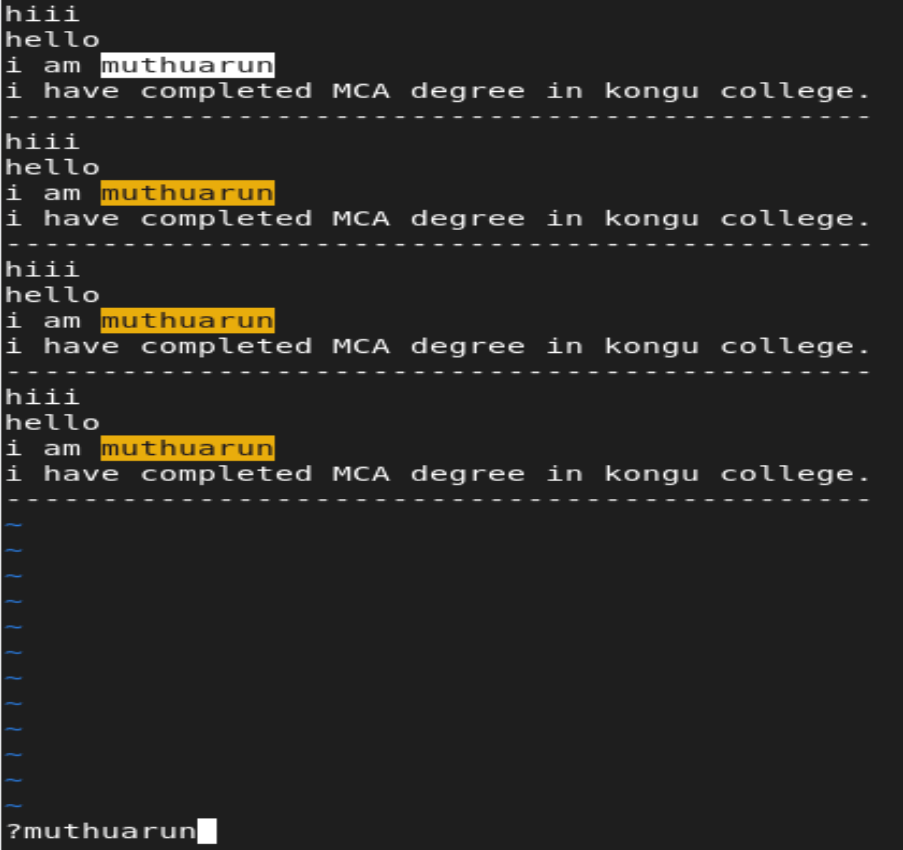 hiii
hello
i am muthuarun
i have completed MCA degree in kongu college.
---------------------------------------------
hiii
hello
i am muthuarun
i have completed MCA degree in kongu college.
---------------------------------------------
hiii
hello
i am muthuarun
i have completed MCA degree in kongu college.
---------------------------------------------
hiii
hello
i am muthuarun
i have completed MCA degree in kongu college.
---------------------------------------------
~
~
~
~
~
~
~
~
~
~
~
~
?muthuarun